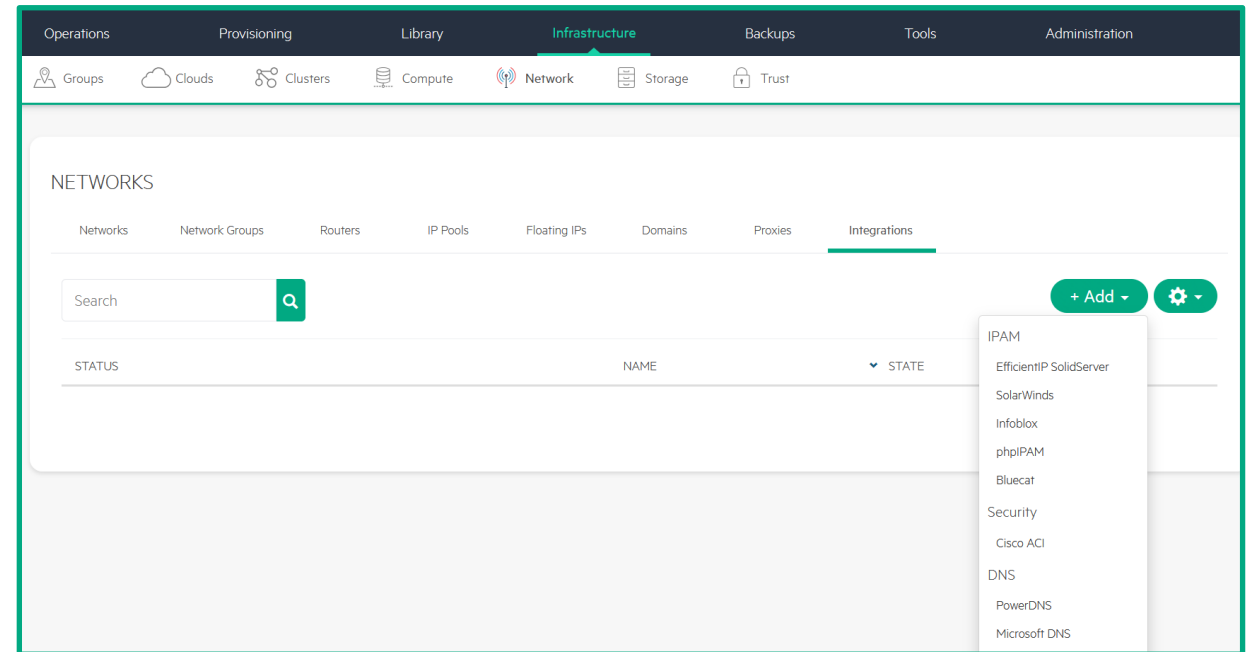 Operations Provisioning Library Infrastructure Backups Tools Administration
Groups Clouds Clusters Compute Network Storage Trust
NETWORKS
Networks Network Groups Routers IP Pools Floating IPs Domains Proxies Integrations
Search + Add
IPAM
STATUS NAME STATE
EfficientIP SolidServer
SolarWinds
Infoblox
phpIPAM
Bluecat
Security
Cisco ACI
DNS
PowerDNS
Microsoft DNS